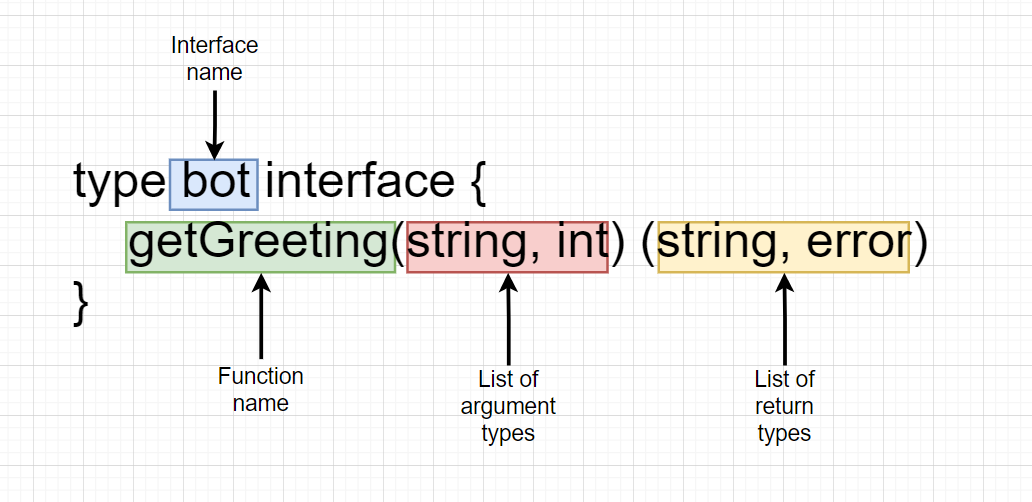 Interface
name
type bot interface {
getGreeting(string, int) (string, error)
}
Function
name
List of
argument
types
List of
return
types